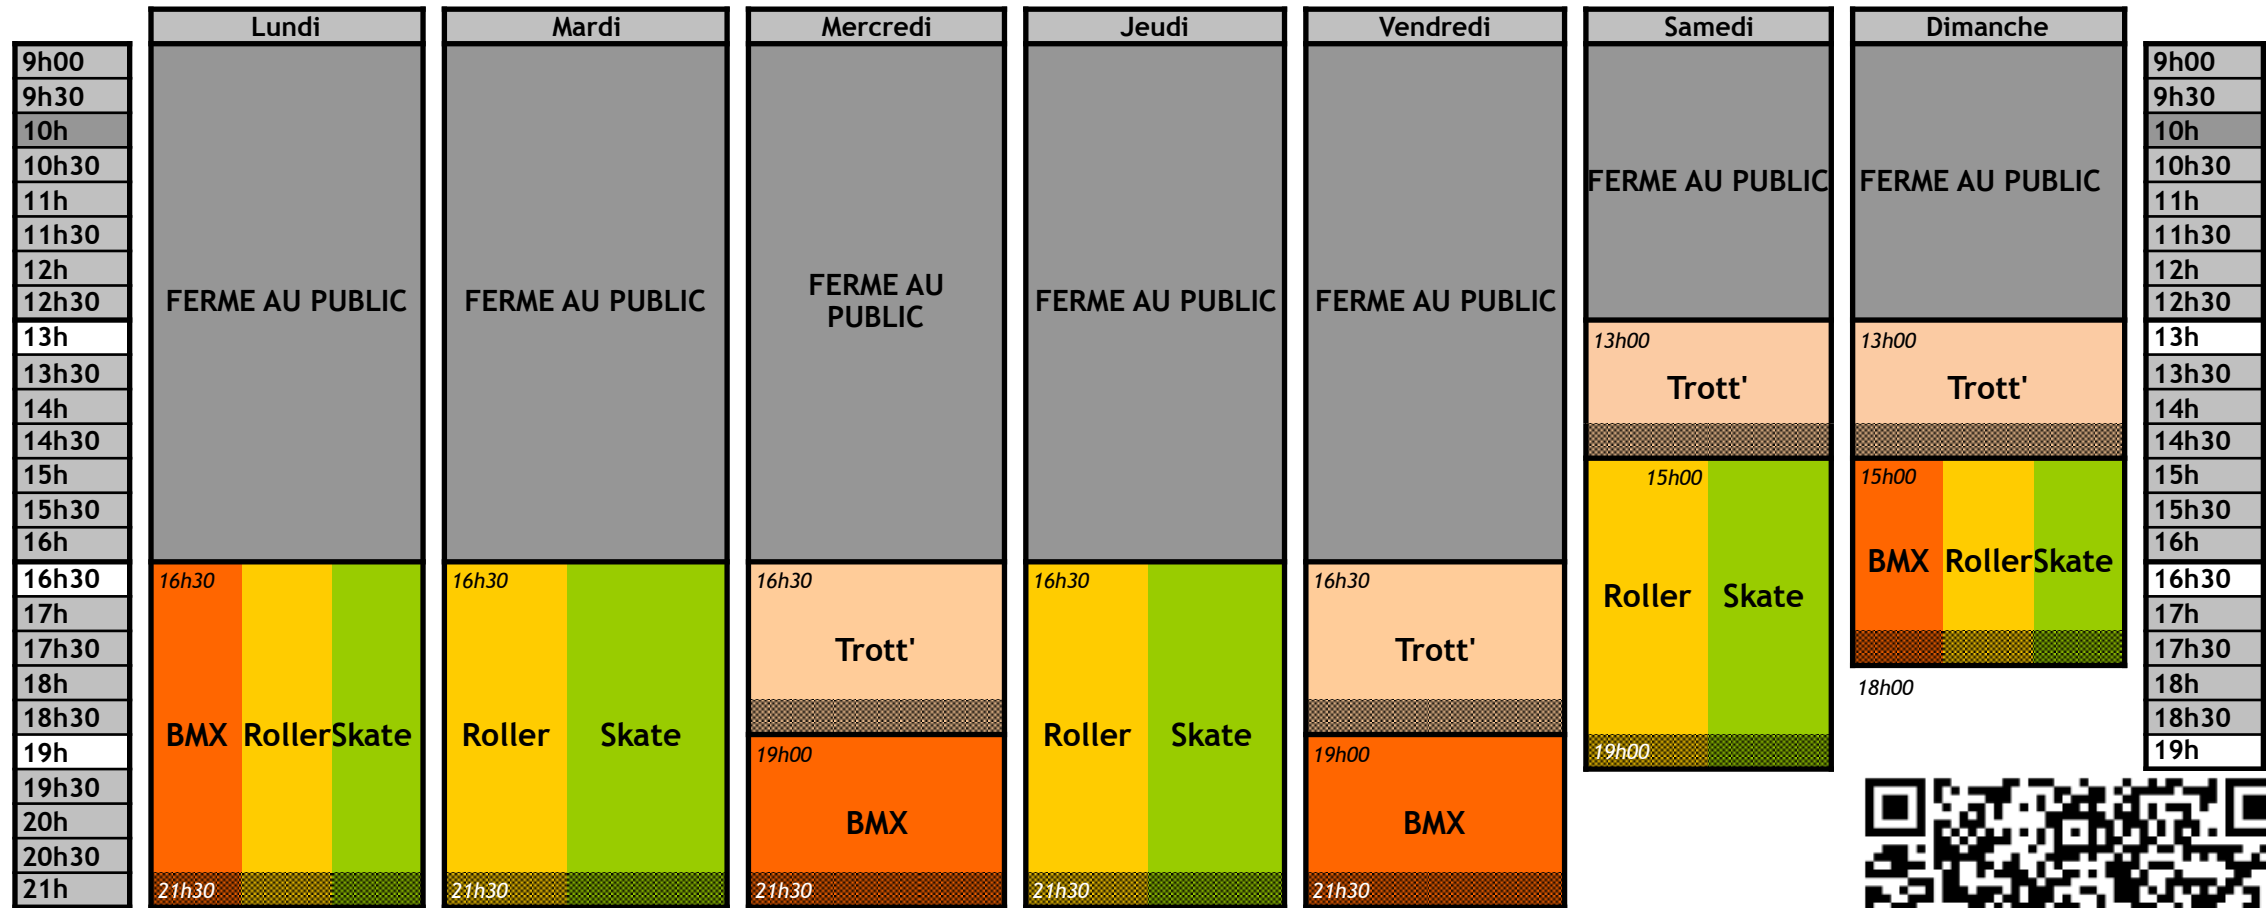 Lundi
Mardi
Mercredi
Jeudi
Vendredi
Samedi
Dimanche
9h00
9h30
10h
10h30
11h
11h30
12h
12h30
13h
13h30
14h
14h30
15h
15h30
16h
16h30
17h
17h30
18h
18h30
19h
19h30
20h
20h30
21h
FERME AU PUBLIC
16h30
BMX
Roller
Skate
21h30
FERME AU PUBLIC
16h30
Roller
Skate
21h30
FERME AU
PUBLIC
16h30
Trott'
19h00
BMX
21h30
FERME AU PUBLIC
16h30
Roller
Skate
21h30
FERME AU PUBLIC
16h30
Trott'
19h00
BMX
21h30
FERME AU PUBLIC
13h00
Trott'
15h00
Roller
Skate
19h00
FERME AU PUBLIC
13h00
Trott'
15h00
BMX
Roller
Skate
18h00
9h00
9h30
10h
10h30
11h
11h30
12h
12h30
13h
13h30
14h
14h30
15h
15h30
16h
16h30
17h
17h30
18h
18h30
19h